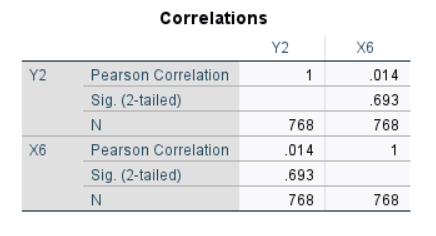 Correlations
Y2 X6
Y2 Pearson Correlation 1 .014
Sig. (2-tailed) .693
N 768 768
X6 Pearson Correlation .014 1
Sig. (2-tailed) .693
N 768 768